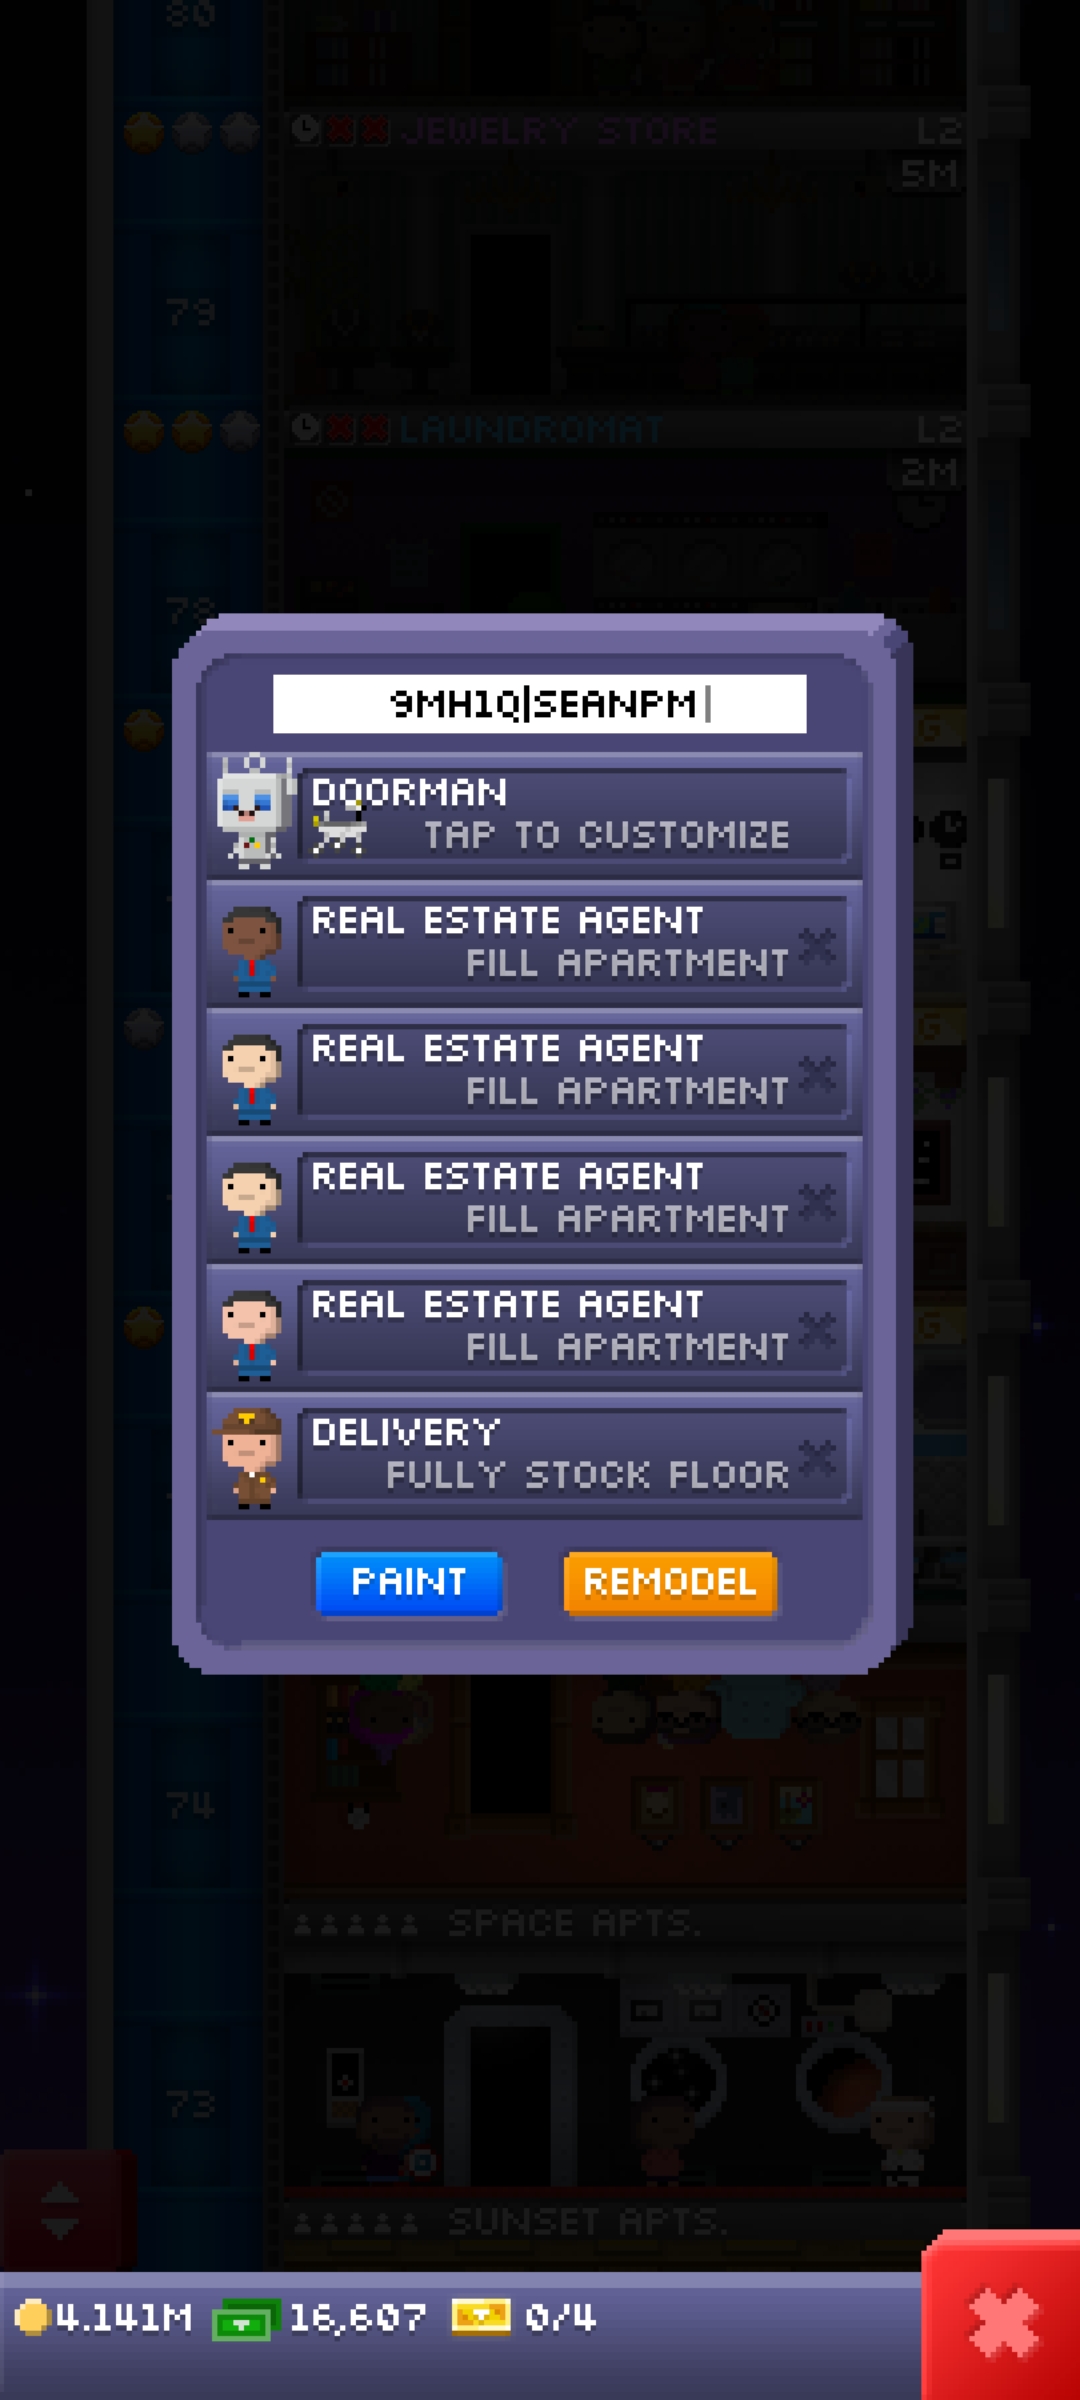 80
JEWELRY STORE L2
5M
79
LAUNDROMAT L2
2M
78
9MH1Q|SEANPM|
G
DOORMAN
TAP TO CUSTOMIZE
REAL ESTATE AGENT
FILL APARTMENT
G
REAL ESTATE AGENT
FILL APARTMENT
REAL ESTATE AGENT
FILL APARTMENT
REAL ESTATE AGENT
FILL APARTMENT
G
DELIVERY
FULLY STOCK FLOOR
PAINT REMODEL
74
SPACE APTS.
73
SUNSET APTS.
4.141M 16,607 0/4